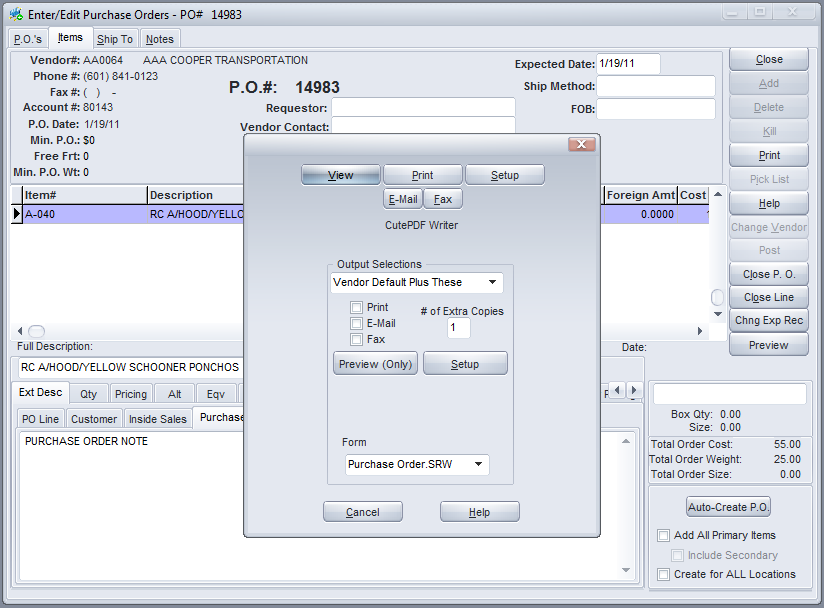 Enter/Edit Purchase Orders - PO# 14983
P.O.'s Items Ship To Notes
Vendor#: AA0064 AAA COOPER TRANSPORTATION
Phone #: (601) 841-0123
Fax #: ( ) -
Account #: 80143
P.O. Date: 1/19/11
Min. P.O.: $0
Free Frt: 0
Min. P.O. Wt: 0
P.O.#: 14983
Requestor:
Vendor Contact:
Expected Date: 1/19/11
Ship Method:
FOB:
Close
Add
Delete
Kill
Print
Pick List
Help
Change Vendor
Post
Close P. O.
Close Line
Chng Exp Rec
Preview
Item# Description Foreign Amt Cost
A-040 RC A/HOOD/YELLO 0.0000
View Print Setup
E-Mail Fax
CutePDF Writer
Output Selections
Vendor Default Plus These
Print
E-Mail
Fax
# of Extra Copies
1
Preview (Only) Setup
Form
Purchase Order.SRW
Cancel Help
Full Description: Date:
RC A/HOOD/YELLOW SCHOONER PONCHOS
Ext Desc Qty Pricing Alt Eqv
PO Line Customer Inside Sales Purchase
PURCHASE ORDER NOTE
Box Qty: 0.00
Size: 0.00
Total Order Cost: 55.00
Total Order Weight: 25.00
Total Order Size: 0.00
Auto-Create P.O.
Add All Primary Items
Include Secondary
Create for ALL Locations